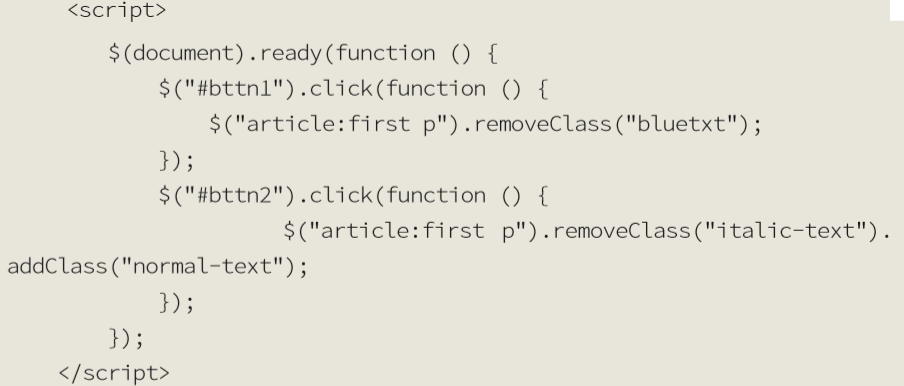 <script>
$(document).ready(function () {
$("#bttn1").click(function () {
$("article:first p").removeClass("bluetxt");
});
$("#bttn2").click(function () {
$("article:first p").removeClass("italic-text").
addClass("normal-text");
});
});
</script>